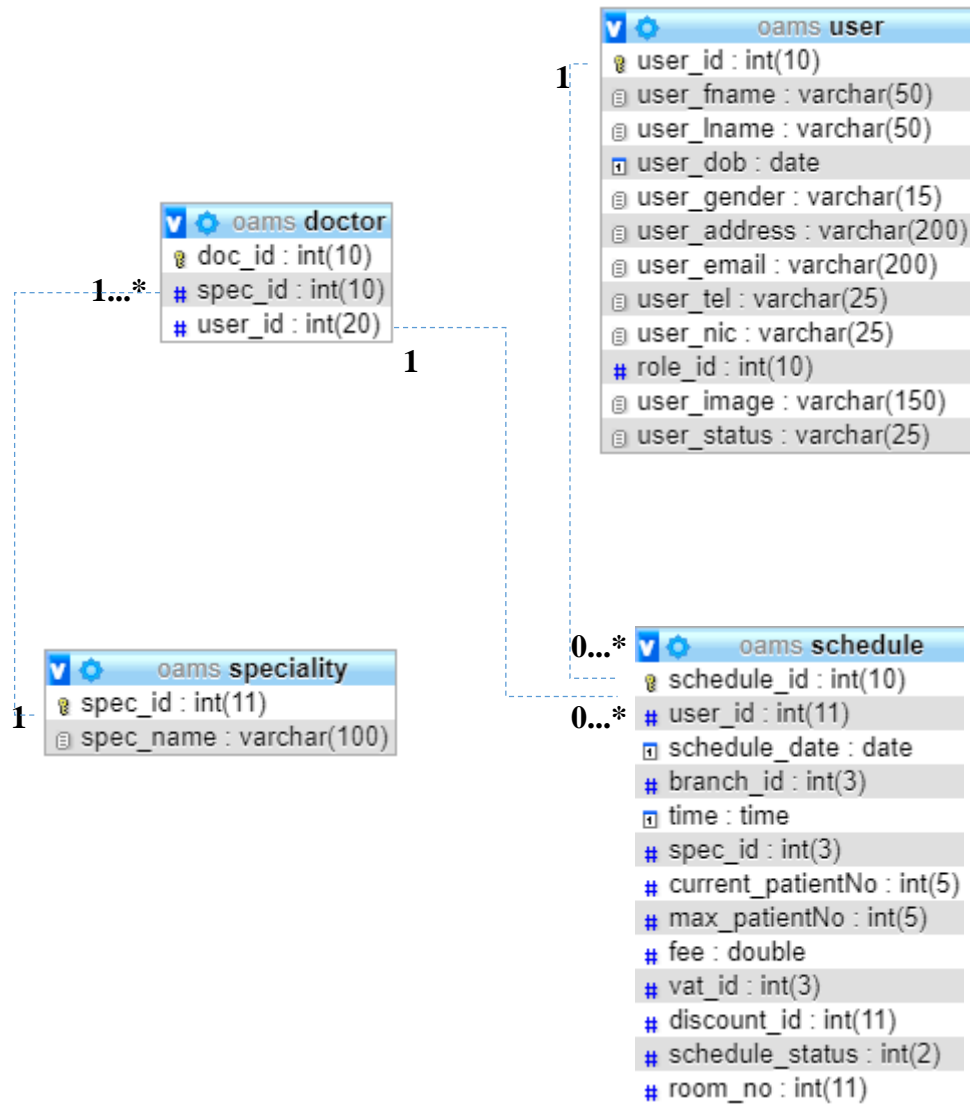 oams user
user_id : int(10)
user_fname : varchar(50)
user_lname : varchar(50)
user_dob : date
user_gender : varchar(15)
user_address : varchar(200)
user_email : varchar(200)
user_tel : varchar(25)
user_nic : varchar(25)
role_id : int(10)
user_image : varchar(150)
user_status : varchar(25)
1
oams doctor
doc_id : int(10)
spec_id : int(10)
user_id : int(20)
1...*
1
oams speciality
spec_id : int(11)
spec_name : varchar(100)
1
0...*
0...*
oams schedule
schedule_id : int(10)
user_id : int(11)
schedule_date : date
branch_id : int(3)
time : time
spec_id : int(3)
current_patientNo : int(5)
max_patientNo : int(5)
fee : double
vat_id : int(3)
discount_id : int(11)
schedule_status : int(2)
room_no : int(11)